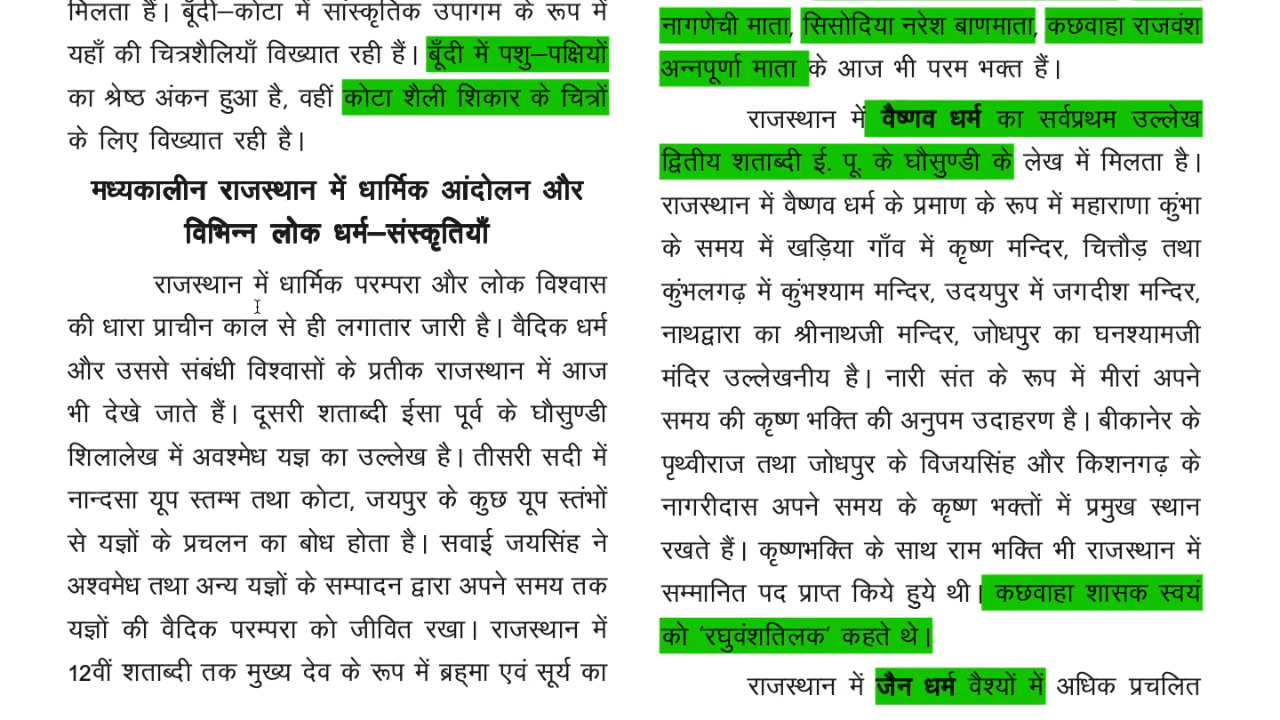 मिलता हैं। बूँदी–कोटा में सांस्कृतिक उपागम के रूप में
यहाँ की चित्रशैलियाँ विख्यात रही हैं। बूँदी में पशु–पक्षियों
का श्रेष्ठ अंकन हुआ है, वहीं कोटा शैली शिकार के चित्रों
के लिए विख्यात रही है।
मध्यकालीन राजस्थान में धार्मिक आंदोलन और
विभिन्न लोक धर्म–संस्कृतियाँ
राजस्थान में धार्मिक परम्परा और लोक विश्वास
की धारा प्राचीन काल से ही लगातार जारी है। वैदिक धर्म
और उससे संबंधी विश्वासों के प्रतीक राजस्थान में आज
भी देखे जाते हैं। दूसरी शताब्दी ईसा पूर्व के घौसुण्डी
शिलालेख में अवश्मेध यज्ञ का उल्लेख है। तीसरी सदी में
नान्दसा यूप स्तम्भ तथा कोटा, जयपुर के कुछ यूप स्तंभों
से यज्ञों के प्रचलन का बोध होता है। सवाई जयसिंह ने
अश्वमेध तथा अन्य यज्ञों के सम्पादन द्वारा अपने समय तक
यज्ञों की वैदिक परम्परा को जीवित रखा। राजस्थान में
12वीं शताब्दी तक मुख्य देव के रूप में ब्रह्मा एवं सूर्य का
नागणेची माता, सिसोदिया नरेश बाणमाता, कछवाहा राजवंश
अन्नपूर्णा माता के आज भी परम भक्त हैं।
राजस्थान में वैष्णव धर्म का सर्वप्रथम उल्लेख
द्वितीय शताब्दी ई. पू. के घौसुण्डी के लेख में मिलता है।
राजस्थान में वैष्णव धर्म के प्रमाण के रूप में महाराणा कुंभा
के समय में खड़िया गाँव में कृष्ण मन्दिर, चित्तौड़ तथा
कुंभलगढ़ में कुंभश्याम मन्दिर, उदयपुर में जगदीश मन्दिर,
नाथद्वारा का श्रीनाथजी मन्दिर, जोधपुर का घनश्यामजी
मंदिर उल्लेखनीय है। नारी संत के रूप में मीरां अपने
समय की कृष्ण भक्ति की अनुपम उदाहरण है। बीकानेर के
पृथ्वीराज तथा जोधपुर के विजयसिंह और किशनगढ़ के
नागरीदास अपने समय के कृष्ण भक्तों में प्रमुख स्थान
रखते हैं। कृष्णभक्ति के साथ राम भक्ति भी राजस्थान में
सम्मानित पद प्राप्त किये हुये थी। कछवाहा शासक स्वयं
को 'रघुवंशतिलक' कहते थे।
राजस्थान में जैन धर्म वैश्यों में अधिक प्रचलित